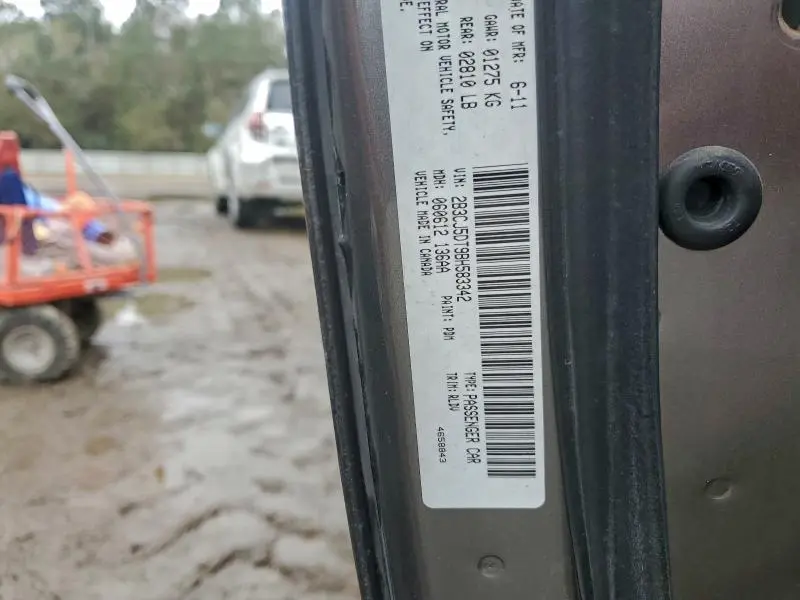 DATE OF MFR: 6-11
GAWR: 01275 KG
REAR: 02810 LB
RAL MOTOR VEHICLE SAFETY,
EFFECT ON
E.
VIN: 2B3CJ5DT9BH583342
TYPE: PASSENGER CAR
MDH: 060612 136AA
PAINT: PDM
TRIM: RLDV
VEHICLE MADE IN CANADA
4658843